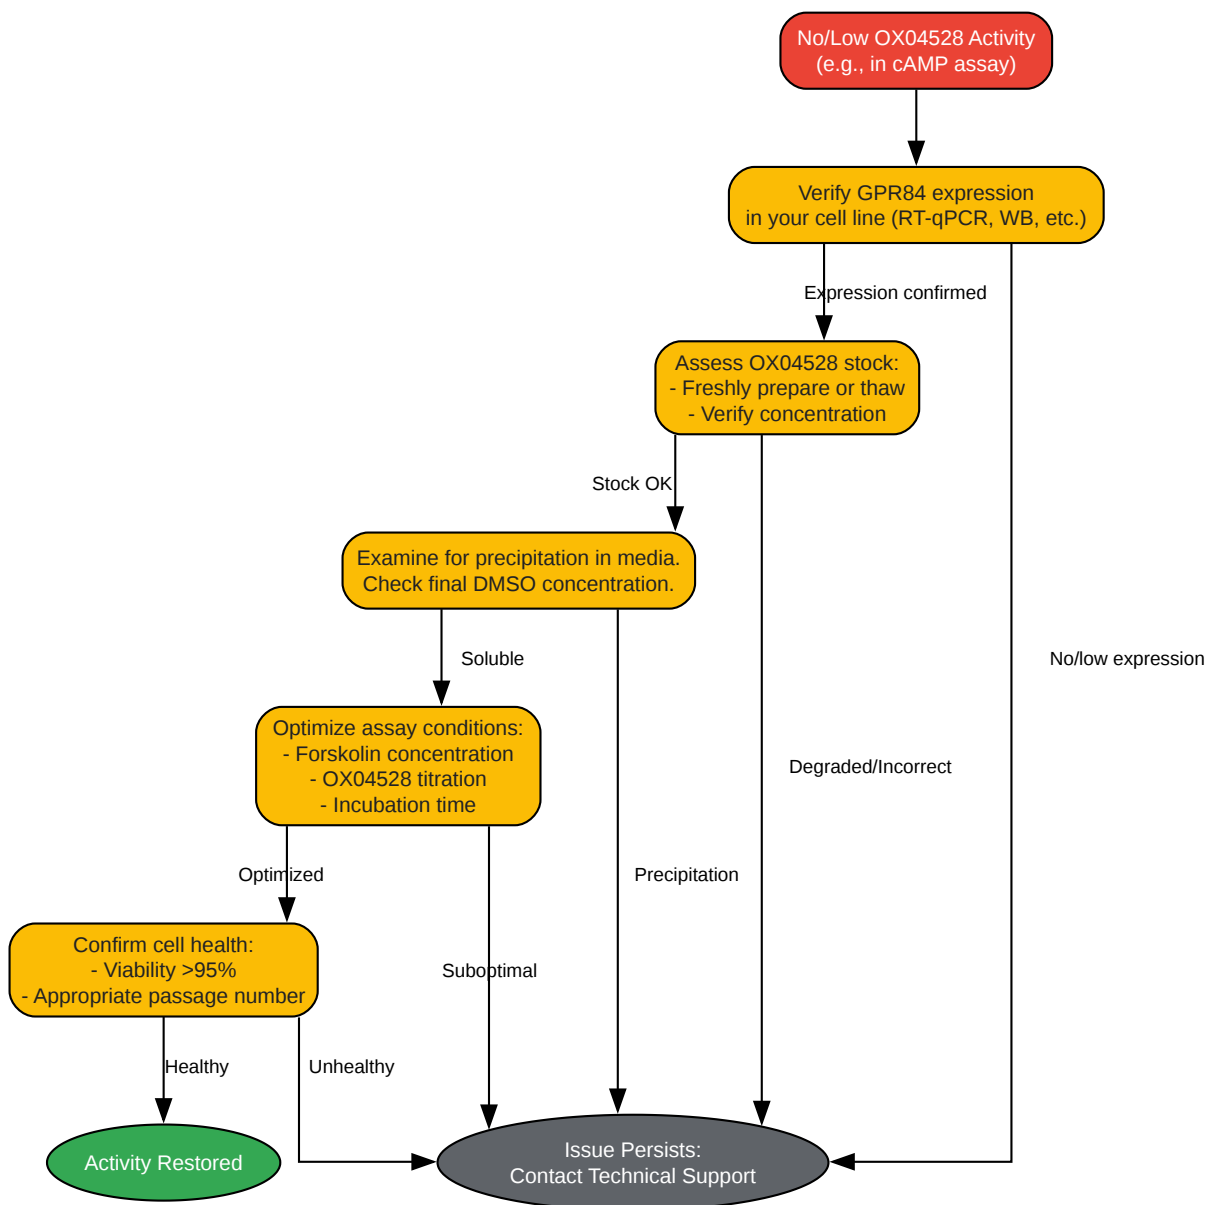 No/Low OX04528 Activity
(e.g., in cAMP assay)
Verify GPR84 expression
in your cell line (RT-qPCR, WB, etc.)
Expression confirmed
Assess OX04528 stock:
- Freshly prepare or thaw
- Verify concentration
Stock OK
Examine for precipitation in media.
Check final DMSO concentration.
Soluble
No/low expression
Optimize assay conditions:
- Forskolin concentration
- OX04528 titration
- Incubation time
Degraded/Incorrect
Optimized
Precipitation
Confirm cell health:
- Viability >95%
- Appropriate passage number
Suboptimal
Healthy
Unhealthy
Activity Restored
Issue Persists:
Contact Technical Support